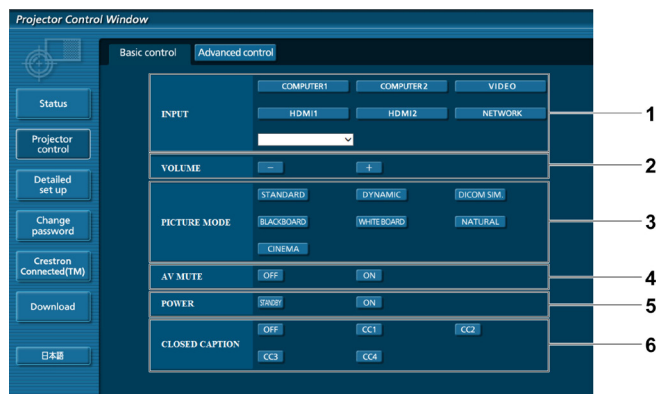 Projector Control Window
Basic control
Advanced control
Status
Projector
control
Detailed
set up
Change
password
Crestron
Connected(TM)
Download
日本語
INPUT
COMPUTER1 COMPUTER2 VIDEO
HDMI1 HDMI2 NETWORK
1
VOLUME - +
2
PICTURE MODE
STANDARD DYNAMIC DICOM SIM.
BLACKBOARD WHITE BOARD NATURAL
CINEMA
3
AV MUTE OFF ON
4
POWER STANDBY ON
5
CLOSED CAPTION
OFF CC1 CC2
CC3 CC4
6